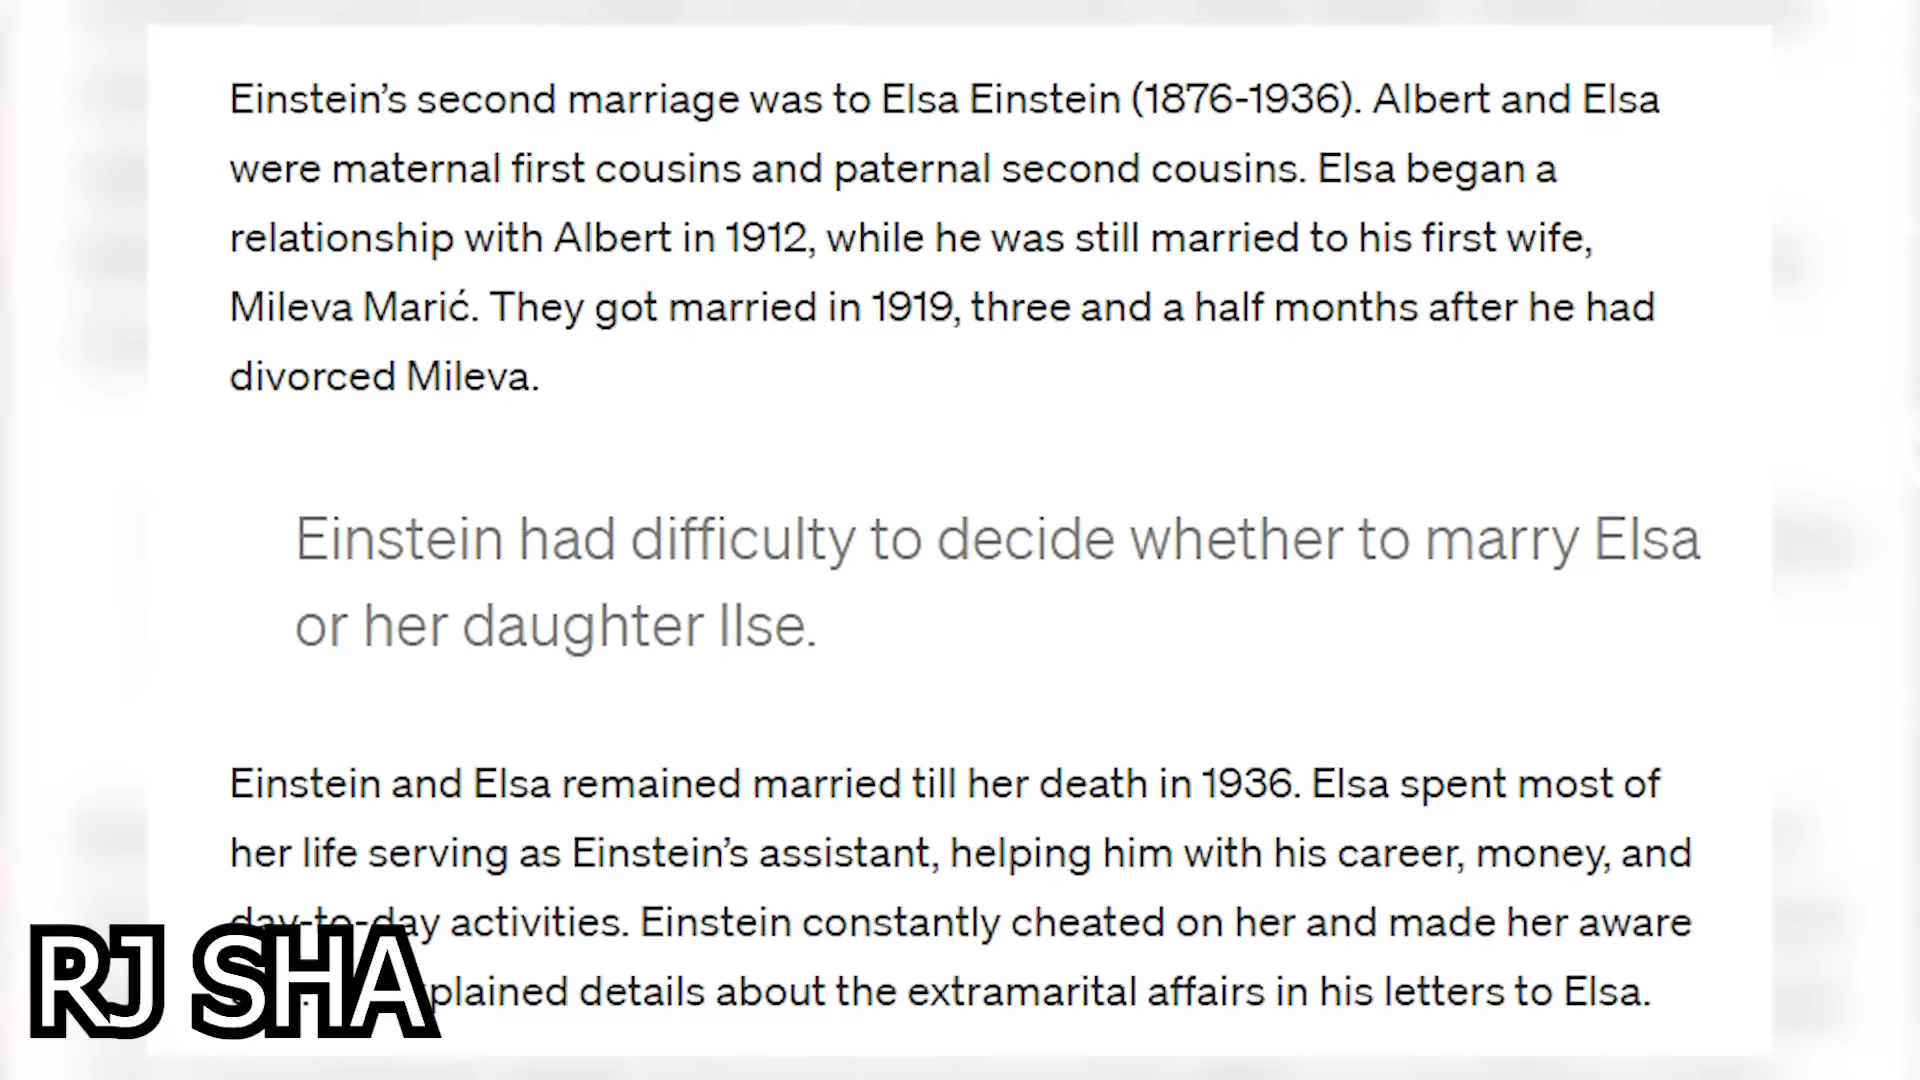 Einstein’s second marriage was to Elsa Einstein (1876-1936). Albert and Elsa
were maternal first cousins and paternal second cousins. Elsa began a
relationship with Albert in 1912, while he was still married to his first wife,
Mileva Marić. They got married in 1919, three and a half months after he had
divorced Mileva.
Einstein had difficulty to decide whether to marry Elsa
or her daughter Ilse.
Einstein and Elsa remained married till her death in 1936. Elsa spent most of
her life serving as Einstein’s assistant, helping him with his career, money, and
day-to-day activities. Einstein constantly cheated on her and made her aware
plained details about the extramarital affairs in his letters to Elsa.
RJ SHA